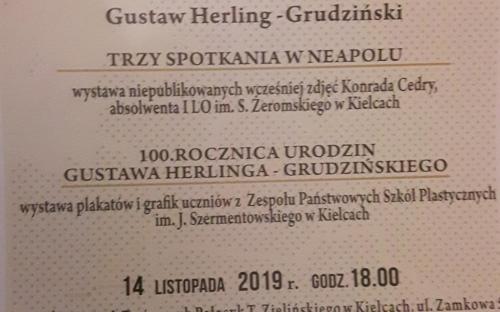 Gustaw Herling -Grudziński
TRZY SPOTKANIA W NEAPOLU
wystawa niepublikowanych wcześniej zdjęć Konrada Cedry,
absolwenta I LO im. S. Żeromskiego w Kielcach
100.ROCZNICA URODZIN
GUSTAWA HERLINGA - GRUDZIŃSKIEGO
wystawa plakatów i grafik uczniów z Zespołu Państwowych Szkół Plastycznych
im. J. Szermentowskiego w Kielcach
14 LISTOPADA 2019 r. GODZ. 18.00
T. Zielińskiego w Kielcach, ul. Zamkowa